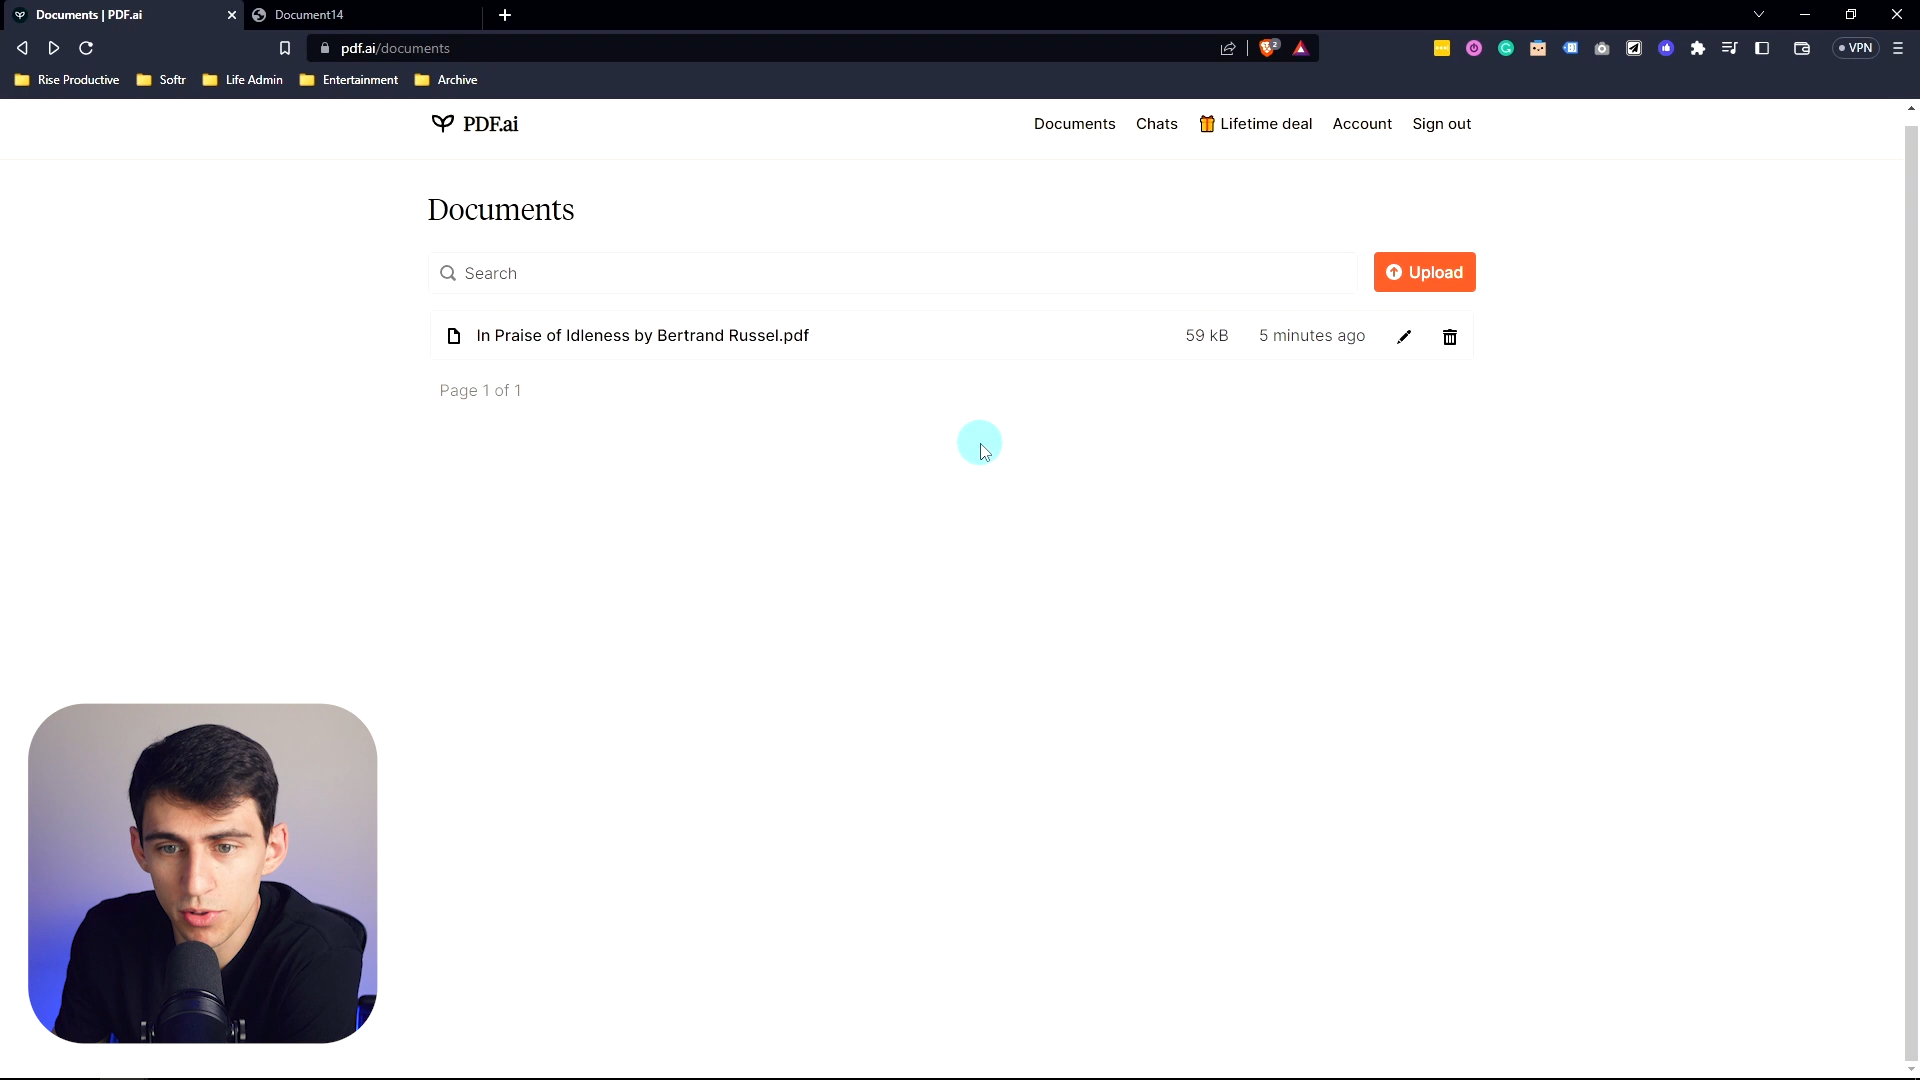 Documents | PDF.ai
Document14
pdf.ai/documents
2
VPN
Rise Productive
Softr
Life Admin
Entertainment
Archive
PDF.ai
Documents
Chats
Lifetime deal
Account
Sign out
Documents
Search
Upload
In Praise of Idleness by Bertrand Russel.pdf
59 kB
5 minutes ago
Page 1 of 1